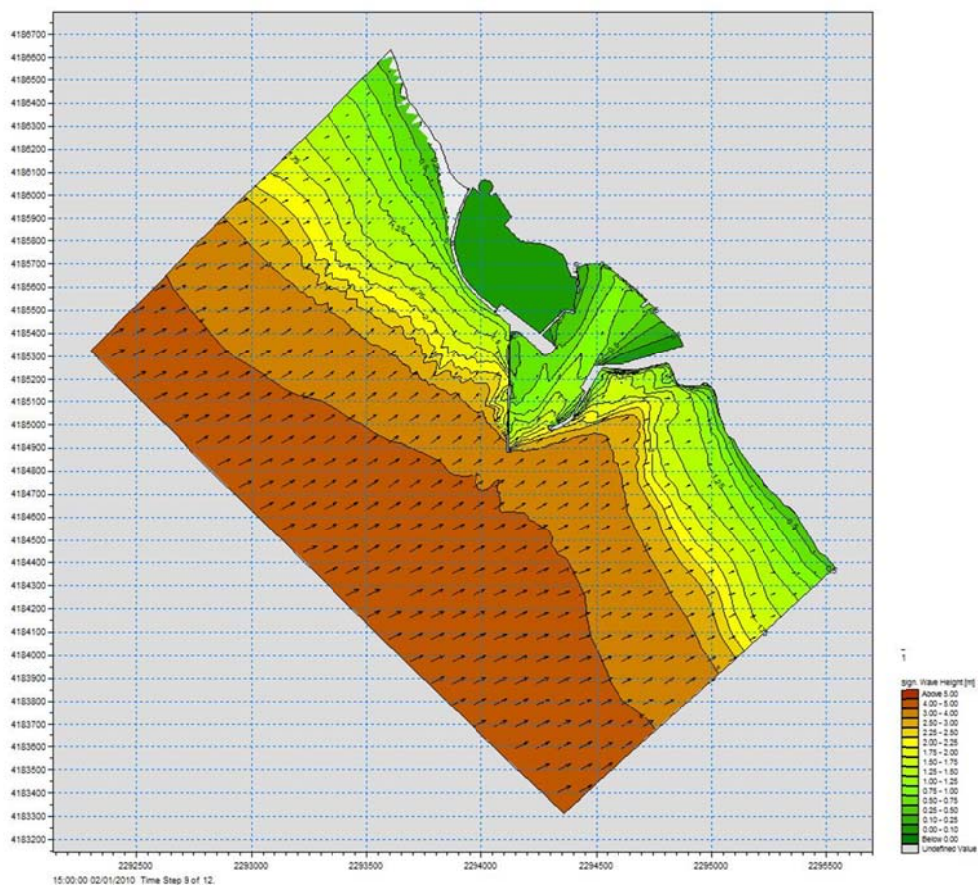 4186700
4186600
4186500
4186400
4186300
4186200
4186100
4186000
4185900
4185800
4185700
4185600
4185500
4185400
4185300
4185200
4185100
4185000
4184900
4184800
4184700
4184600
4184500
4184400
4184300
4184200
4184100
4184000
4183900
4183800
4183700
4183600
4183500
4183400
4183300
4183200
2292500 2293000 2293500 2294000 2294500 2295000 2295500
1
sign. Wave Height [m]
Above 5.00
4.00 - 5.00
3.00 - 4.00
2.50 - 3.00
2.25 - 2.50
2.00 - 2.25
1.75 - 2.00
1.50 - 1.75
1.25 - 1.50
1.00 - 1.25
0.75 - 1.00
0.50 - 0.75
0.25 - 0.50
0.10 - 0.25
0.00 - 0.10
Below 0.00
Undefined Value
15:00:00 02/01/2010 Time Step 9 of 12.